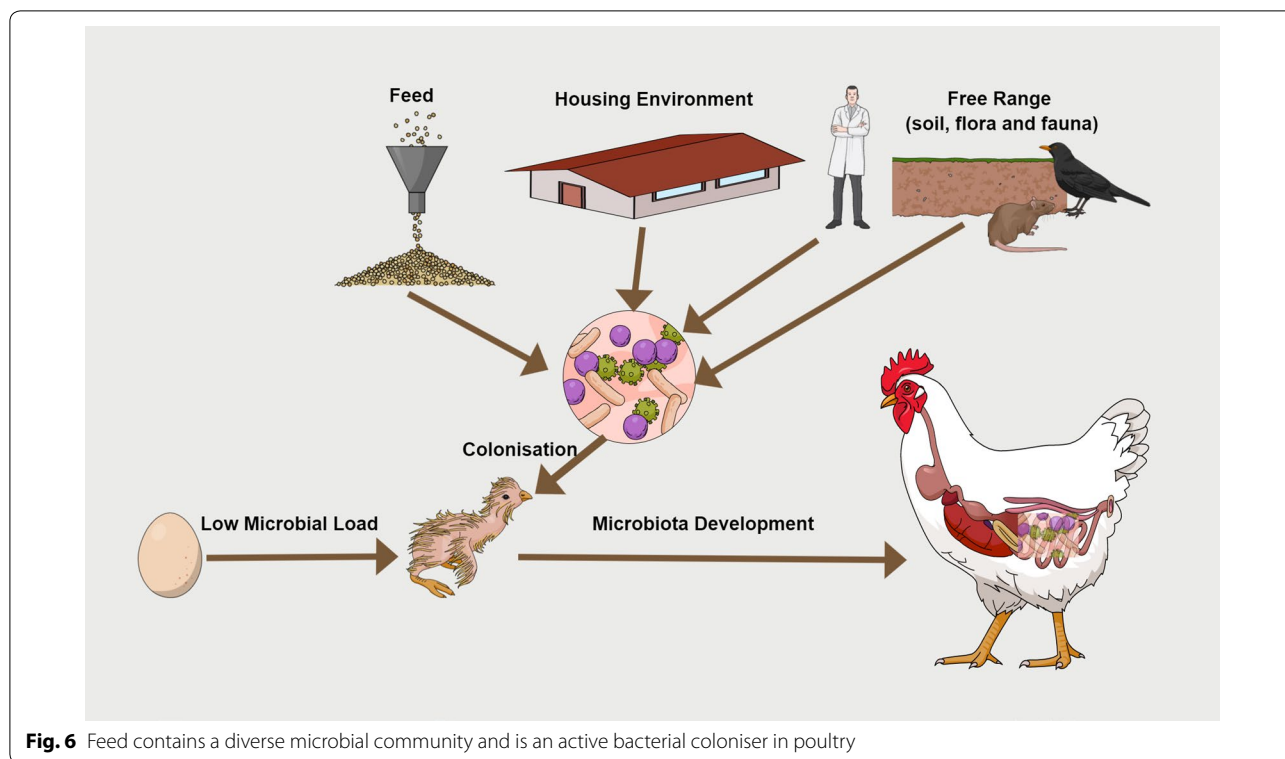 Feed
Housing Environment
Free Range
(soil, flora and fauna)
Colonisation
Low Microbial Load
Microbiota Development
Fig. 6 Feed contains a diverse microbial community and is an active bacterial coloniser in poultry